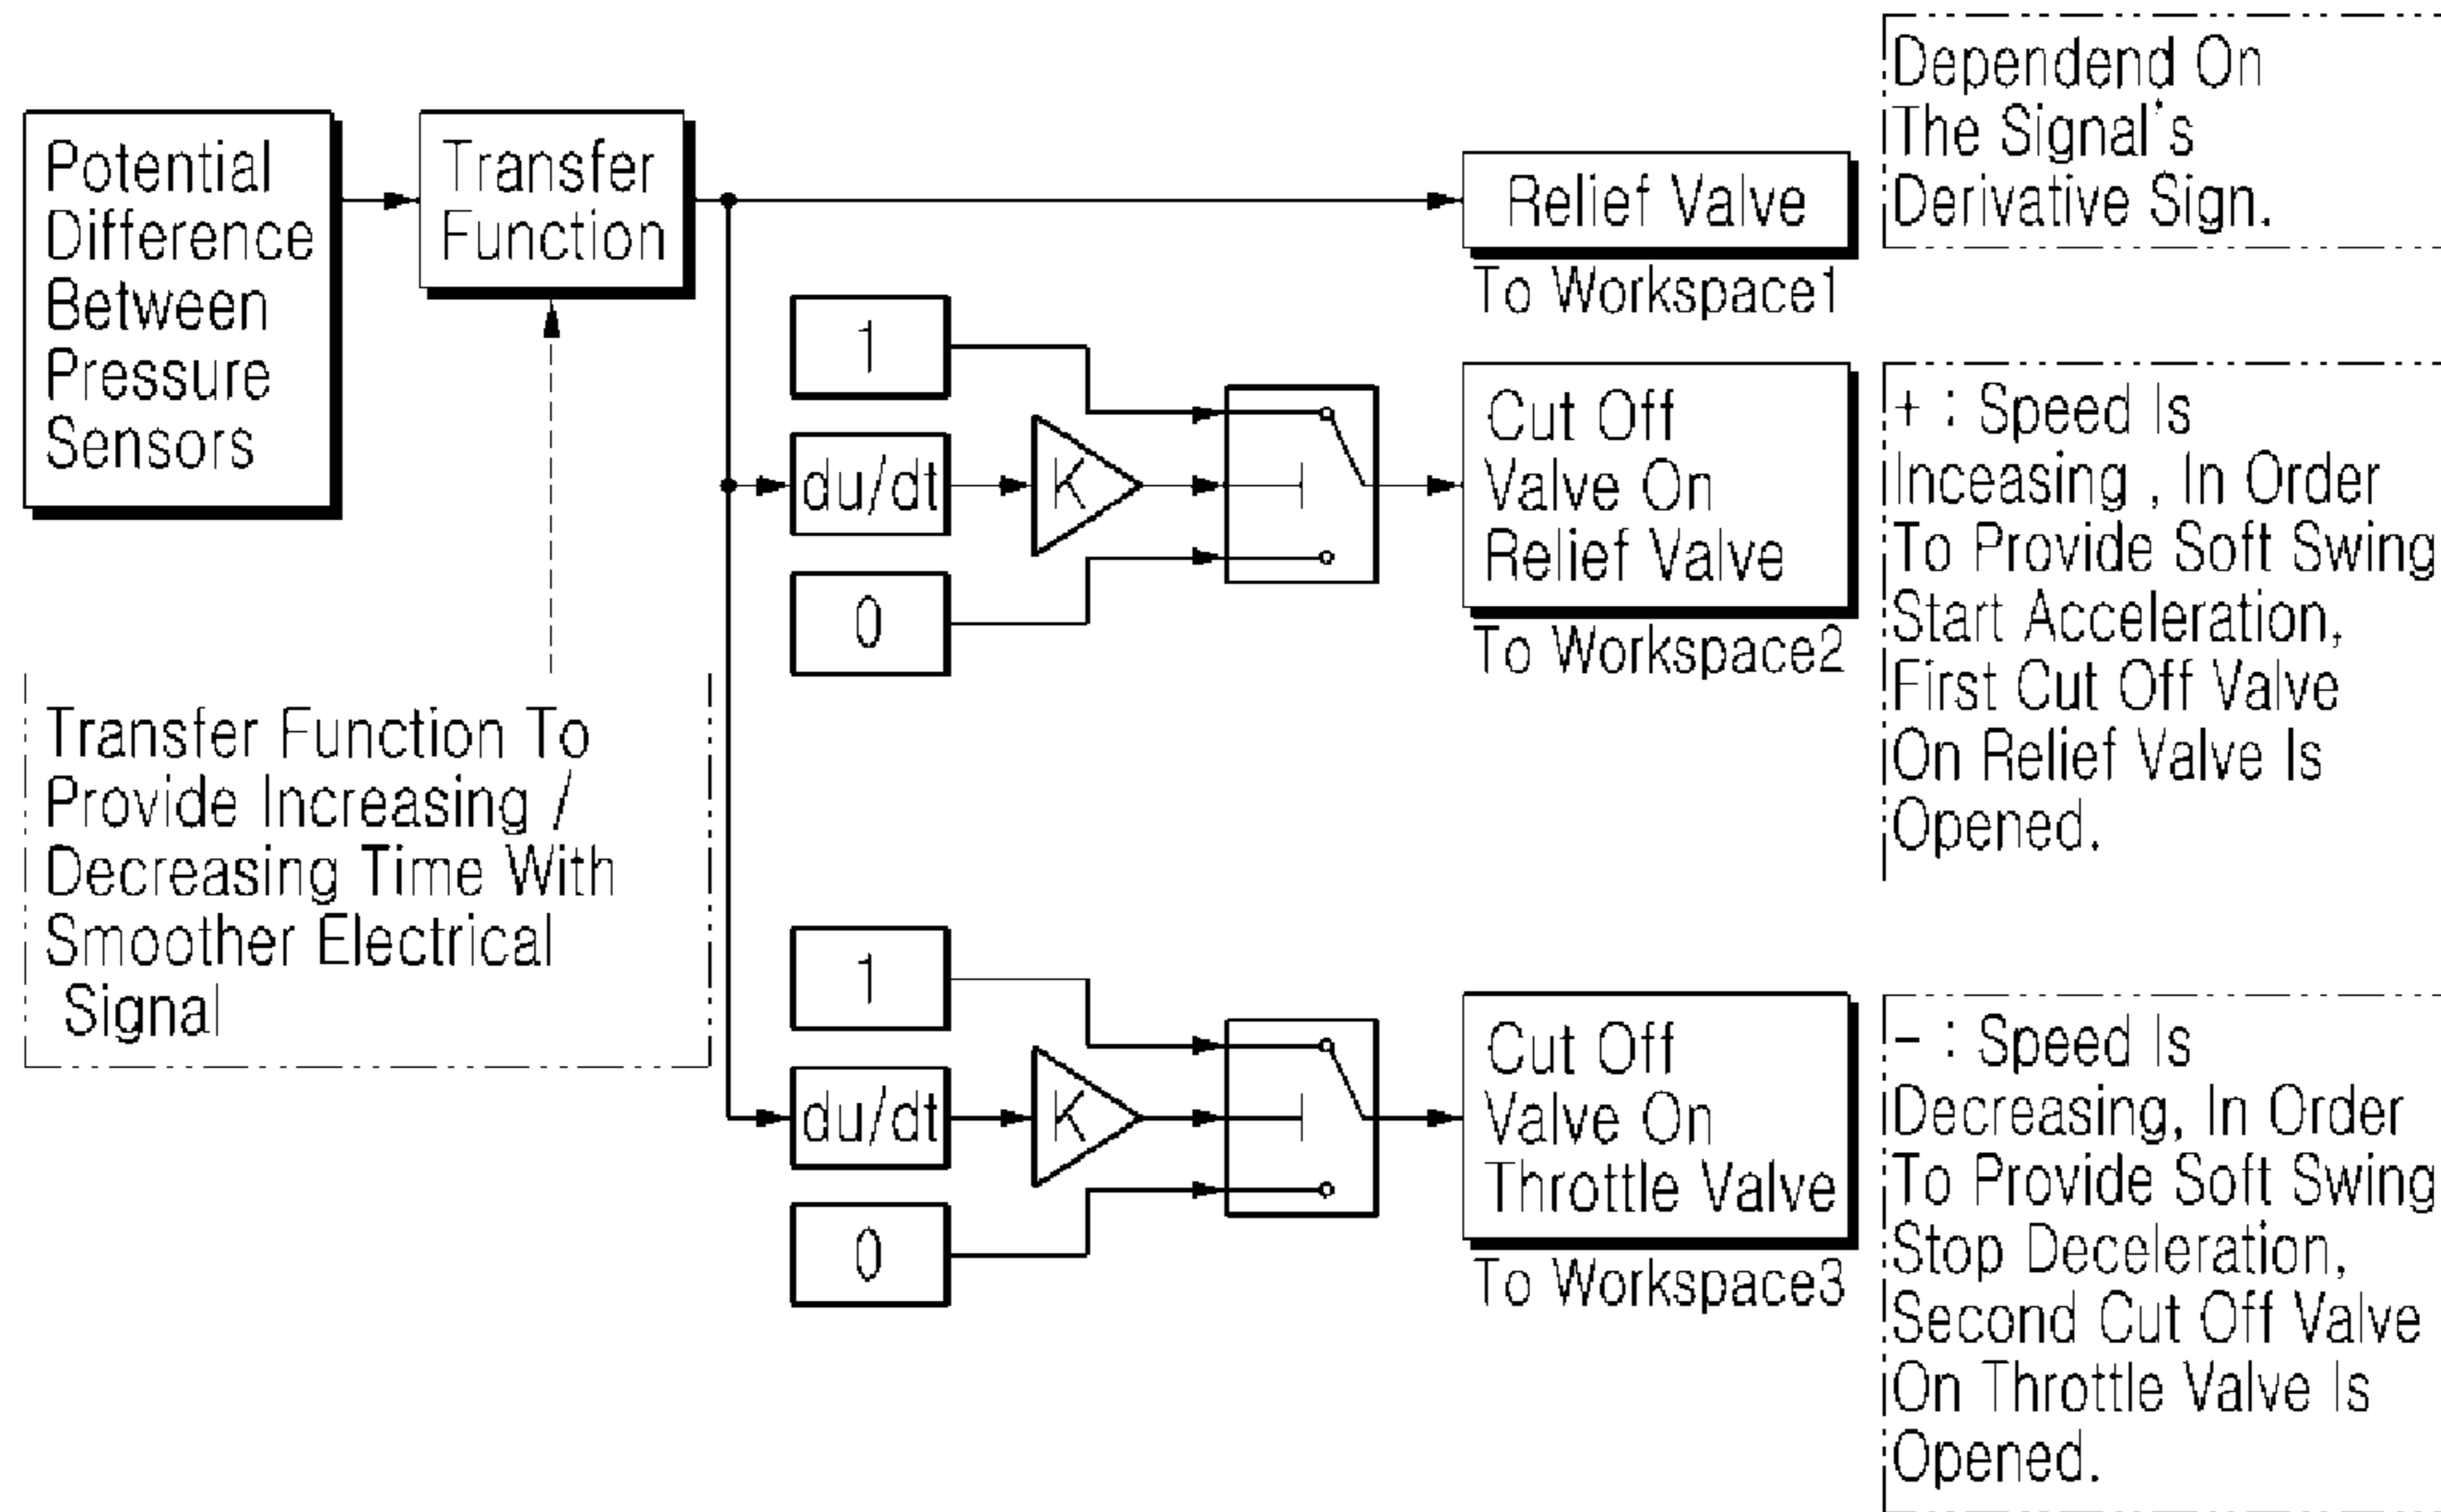 Potential
Difference
Between
Pressure
Sensors
Transfer
Function
Relief Valve
To Workspace1
Dependend On
The Signal's
Derivative Sign.
1
du/dt
K
0
Cut Off
Valve On
Relief Valve
To Workspace2
+ : Speed Is
Inceasing , In Order
To Provide Soft Swing
Start Acceleration,
First Cut Off Valve
On Relief Valve Is
Opened.
Transfer Function To
Provide Increasing /
Decreasing Time With
Smoother Electrical
Signal
1
du/dt
K
0
Cut Off
Valve On
Throttle Valve
To Workspace3
- : Speed Is
Decreasing, In Order
To Provide Soft Swing
Stop Deceleration,
Second Cut Off Valve
On Throttle Valve Is
Opened.